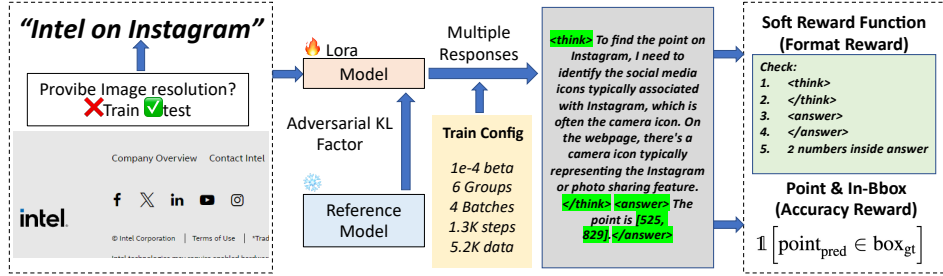 “Intel on Instagram”
Provibe Image resolution?
❌Train ✅test
Company Overview Contact Intel
f X in
intel.
© Intel Corporation | Terms of Use | *Trad
🔥 Lora
Model
Adversarial KL
Factor
❄️
Reference
Model
Multiple
Responses
Train Config
1e-4 beta
6 Groups
4 Batches
1.3K steps
5.2K data
<think> To find the point on
Instagram, I need to
identify the social media
icons typically associated
with Instagram, which is
often the camera icon. On
the webpage, there's a
camera icon typically
representing the Instagram
or photo sharing feature.
</think> <answer> The
point is [525,
829].</answer>
Soft Reward Function
(Format Reward)
Check:
1. <think>
2. </think>
3. <answer>
4. </answer>
5. 2 numbers inside answer
Point & In-Bbox
(Accuracy Reward)
𝟙 [point_pred ∈ box_gt]